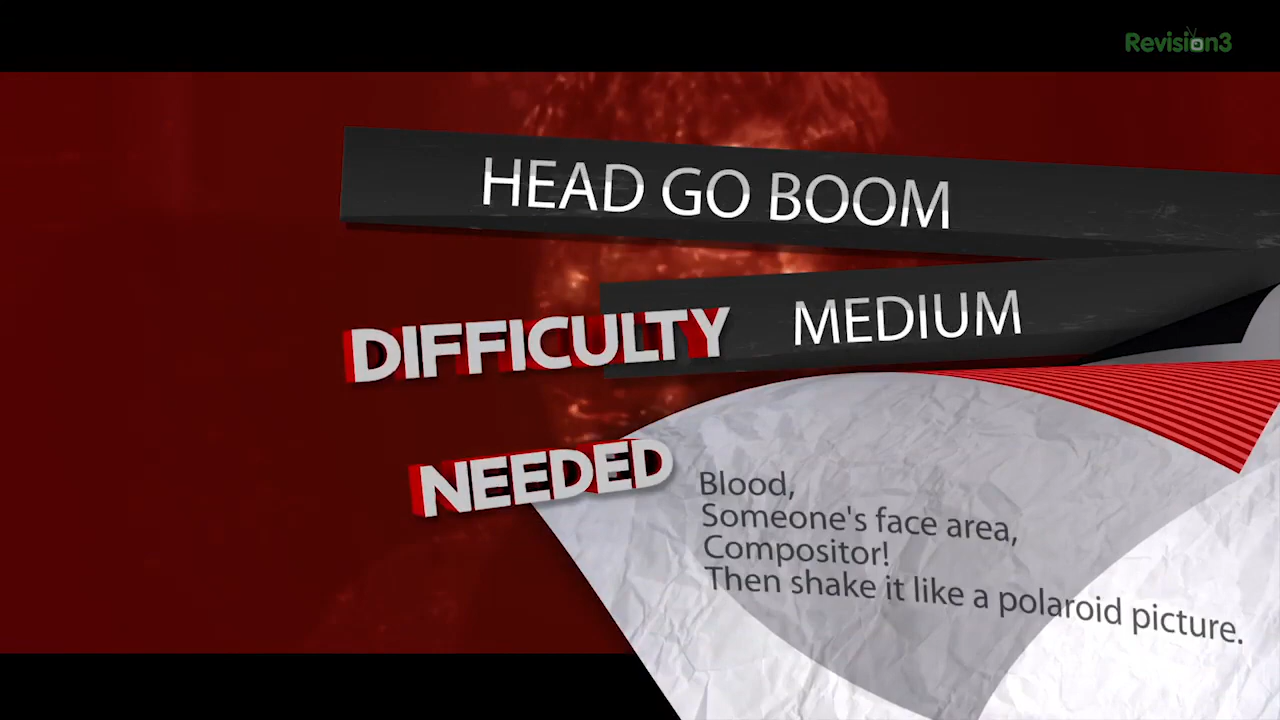 Revision3
HEAD GO BOOM
DIFFICULTY MEDIUM
NEEDED
Blood,
Someone's face area,
Compositor!
Then shake it like a polaroid picture.